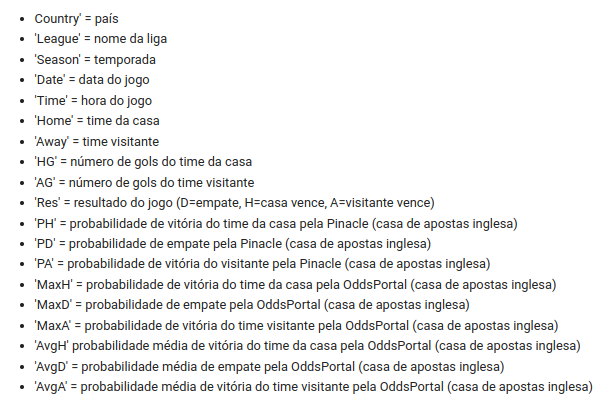 Country' = país
'League' = nome da liga
'Season' = temporada
'Date' = data do jogo
'Time' = hora do jogo
'Home' = time da casa
'Away' = time visitante
'HG' = número de gols do time da casa
'AG' = número de gols do time visitante
'Res' = resultado do jogo (D=empate, H=casa vence, A=visitante vence)
'PH' = probabilidade de vitória do time da casa pela Pinacle (casa de apostas inglesa)
'PD' = probabilidade de empate pela Pinacle (casa de apostas inglesa)
'PA' = probabilidade de vitória do visitante pela Pinacle (casa de apostas inglesa)
'MaxH' = probabilidade de vitória do time da casa pela OddsPortal (casa de apostas inglesa)
'MaxD' = probabilidade de empate pela OddsPortal (casa de apostas inglesa)
'MaxA' = probabilidade de vitória do time visitante pela OddsPortal (casa de apostas inglesa)
'AvgH' probabilidade média de vitória do time da casa pela OddsPortal (casa de apostas inglesa)
'AvgD' = probabilidade média de empate pela OddsPortal (casa de apostas inglesa)
'AvgA' = probabilidade média de vitória do time visitante pela OddsPortal (casa de apostas inglesa)